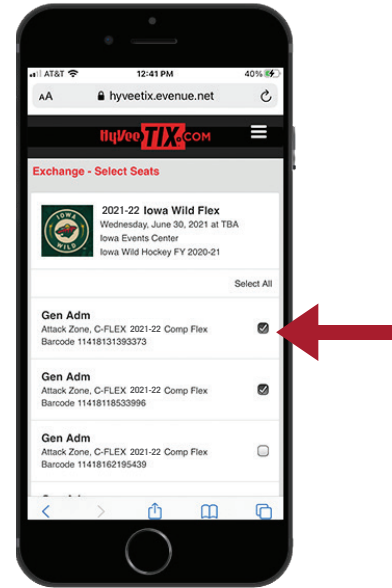 AT&T 12:41 PM 40%
AA hyveetix.evenue.net
HyVee TIX.COM
Exchange - Select Seats
IOWA
WILD
2021-22 Iowa Wild Flex
Wednesday, June 30, 2021 at TBA
Iowa Events Center
Iowa Wild Hockey FY 2020-21
Select All
Gen Adm
Attack Zone, C-FLEX 2021-22 Comp Flex
Barcode 11418131393373
Gen Adm
Attack Zone, C-FLEX 2021-22 Comp Flex
Barcode 11418118533996
Gen Adm
Attack Zone, C-FLEX 2021-22 Comp Flex
Barcode 11418162195439